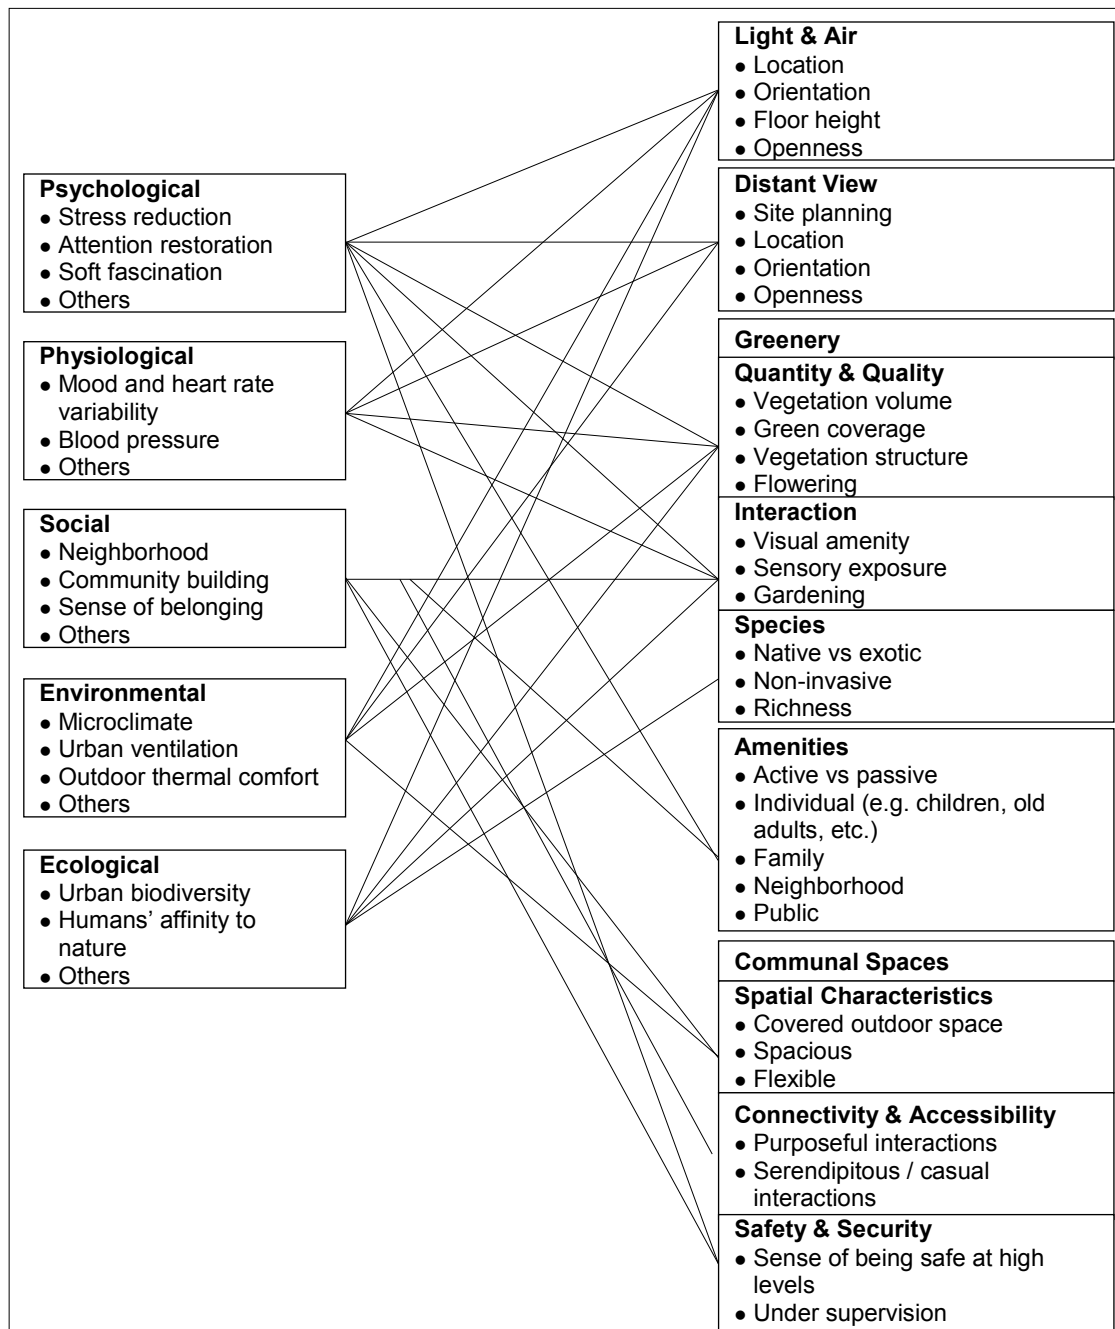 Psychological
● Stress reduction
● Attention restoration
● Soft fascination
● Others
Physiological
● Mood and heart rate
variability
● Blood pressure
● Others
Social
● Neighborhood
● Community building
● Sense of belonging
● Others
Environmental
● Microclimate
● Urban ventilation
● Outdoor thermal comfort
● Others
Ecological
● Urban biodiversity
● Humans’ affinity to
nature
● Others
Light & Air
● Location
● Orientation
● Floor height
● Openness
Distant View
● Site planning
● Location
● Orientation
● Openness
Greenery
Quantity & Quality
● Vegetation volume
● Green coverage
● Vegetation structure
● Flowering
Interaction
● Visual amenity
● Sensory exposure
● Gardening
Species
● Native vs exotic
● Non-invasive
● Richness
Amenities
● Active vs passive
● Individual (e.g. children, old
adults, etc.)
● Family
● Neighborhood
● Public
Communal Spaces
Spatial Characteristics
● Covered outdoor space
● Spacious
● Flexible
Connectivity & Accessibility
● Purposeful interactions
● Serendipitous / casual
interactions
Safety & Security
● Sense of being safe at high
levels
● Under supervision